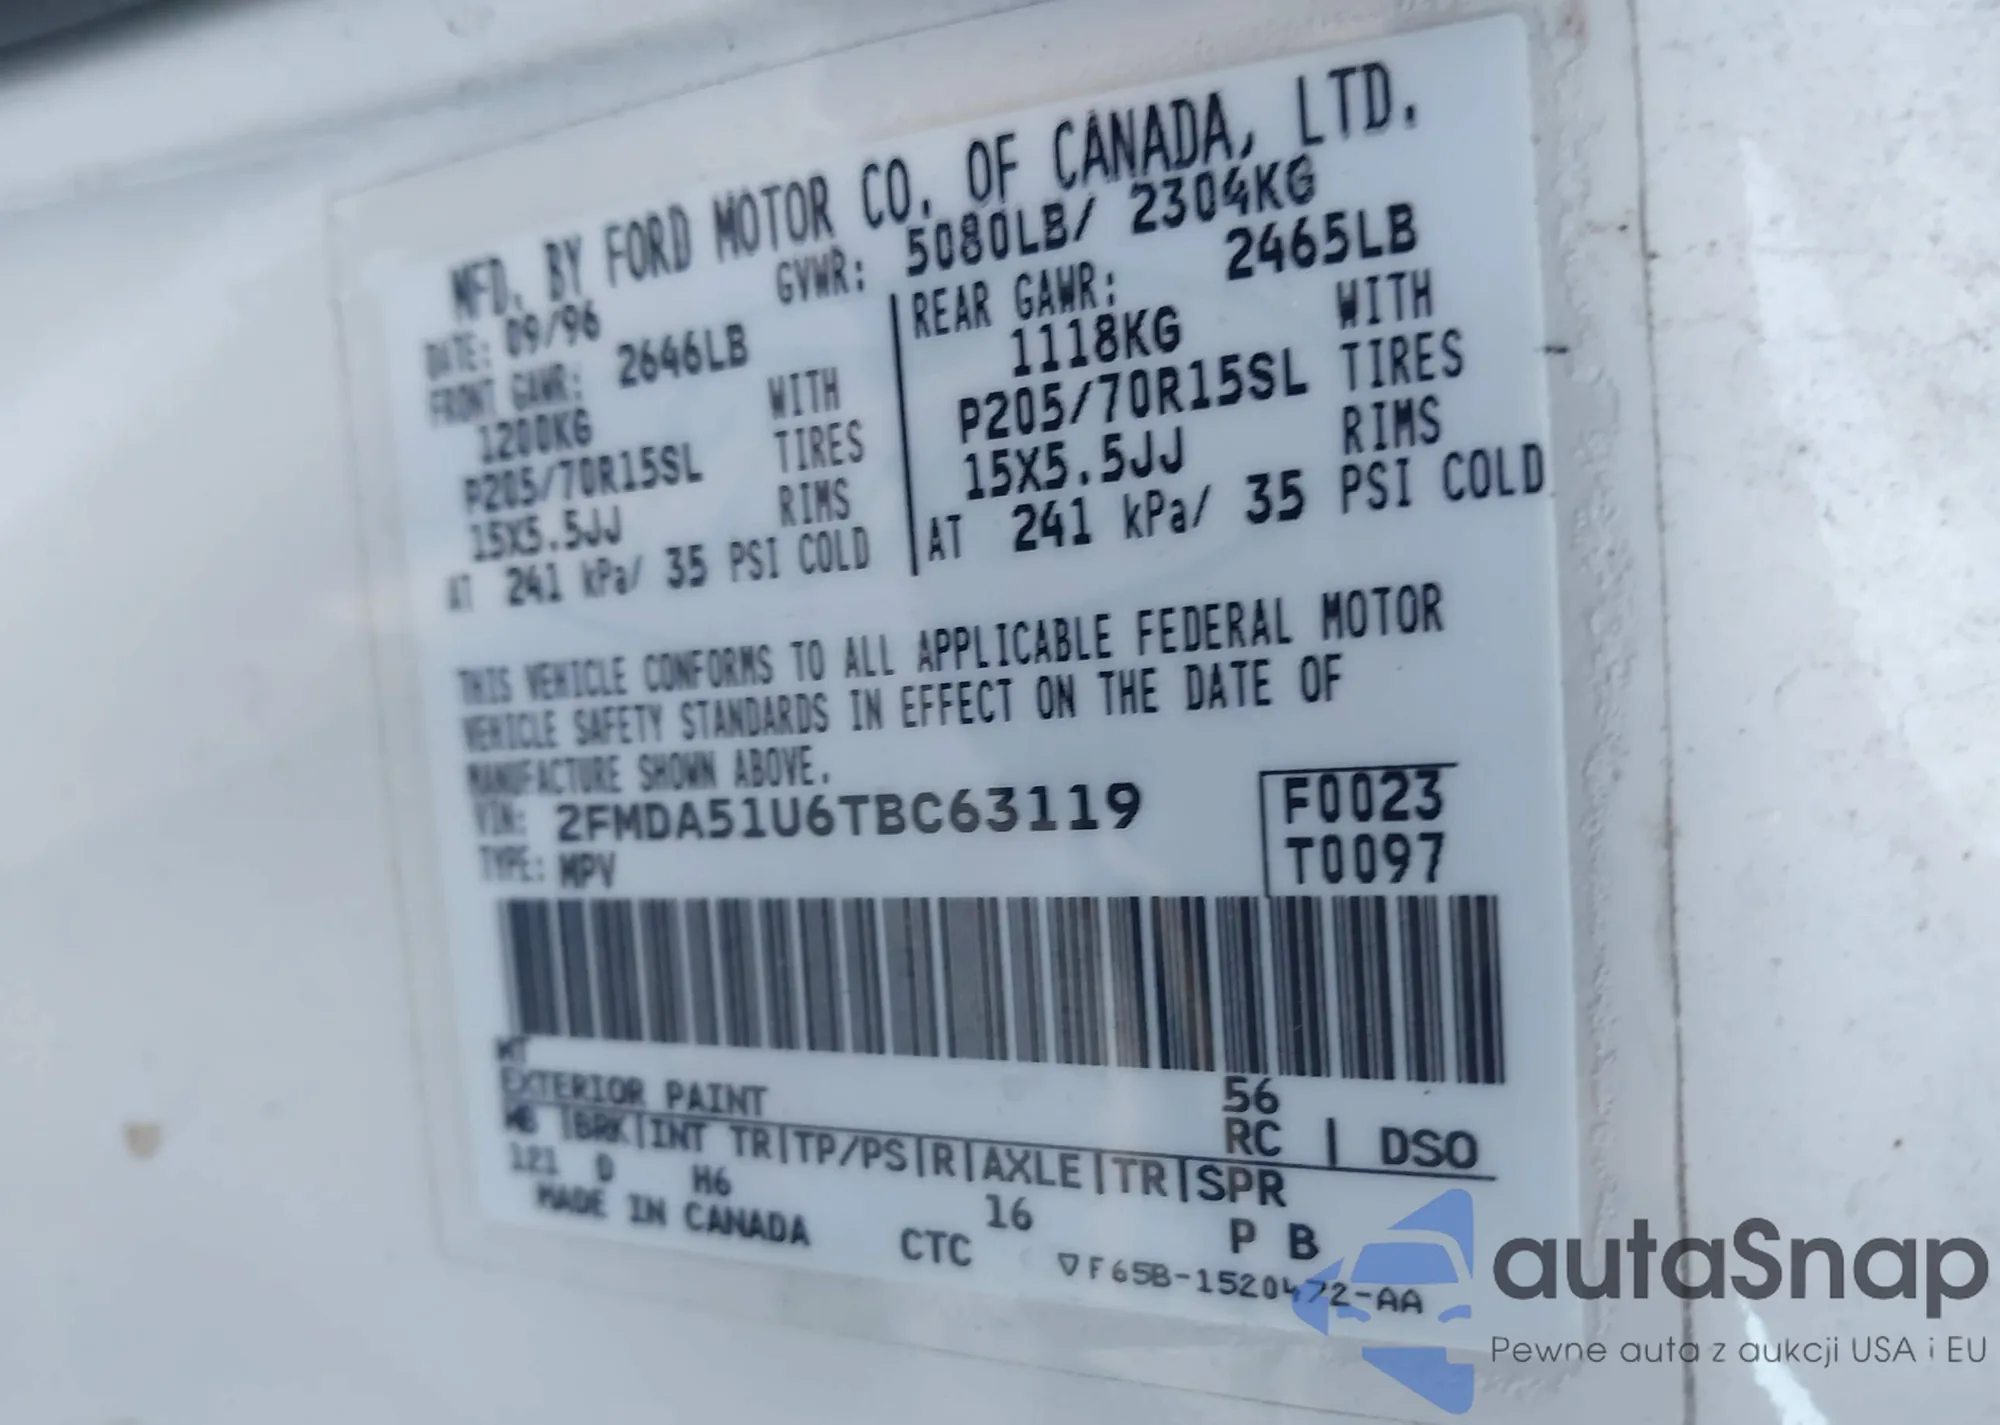 MFD. BY FORD MOTOR CO. OF CANADA, LTD.
DATE: 09/96 GVWR: 5080LB/ 2304KG
FRONT GAWR: 2646LB
1200KG WITH
P205/70R15SL TIRES
15X5.5JJ RIMS
AT 241 kPa/ 35 PSI COLD
REAR GAWR: 2465LB
1118KG WITH
P205/70R15SL TIRES
15X5.5JJ RIMS
AT 241 kPa/ 35 PSI COLD
THIS VEHICLE CONFORMS TO ALL APPLICABLE FEDERAL MOTOR
VEHICLE SAFETY STANDARDS IN EFFECT ON THE DATE OF
MANUFACTURE SHOWN ABOVE.
VIN: 2FMDA51U6TBC63119
TYPE: MPV
F0023
T0097
WT
56
EXTERIOR PAINT RC | DSO
WB |BRK|INT TR|TP/PS|R|AXLE|TR|SPR
121 D H6 16 P B
MADE IN CANADA CTC ▽F65B-1520472-AA
autaSnap
Pewne auta z aukcji USA i EU